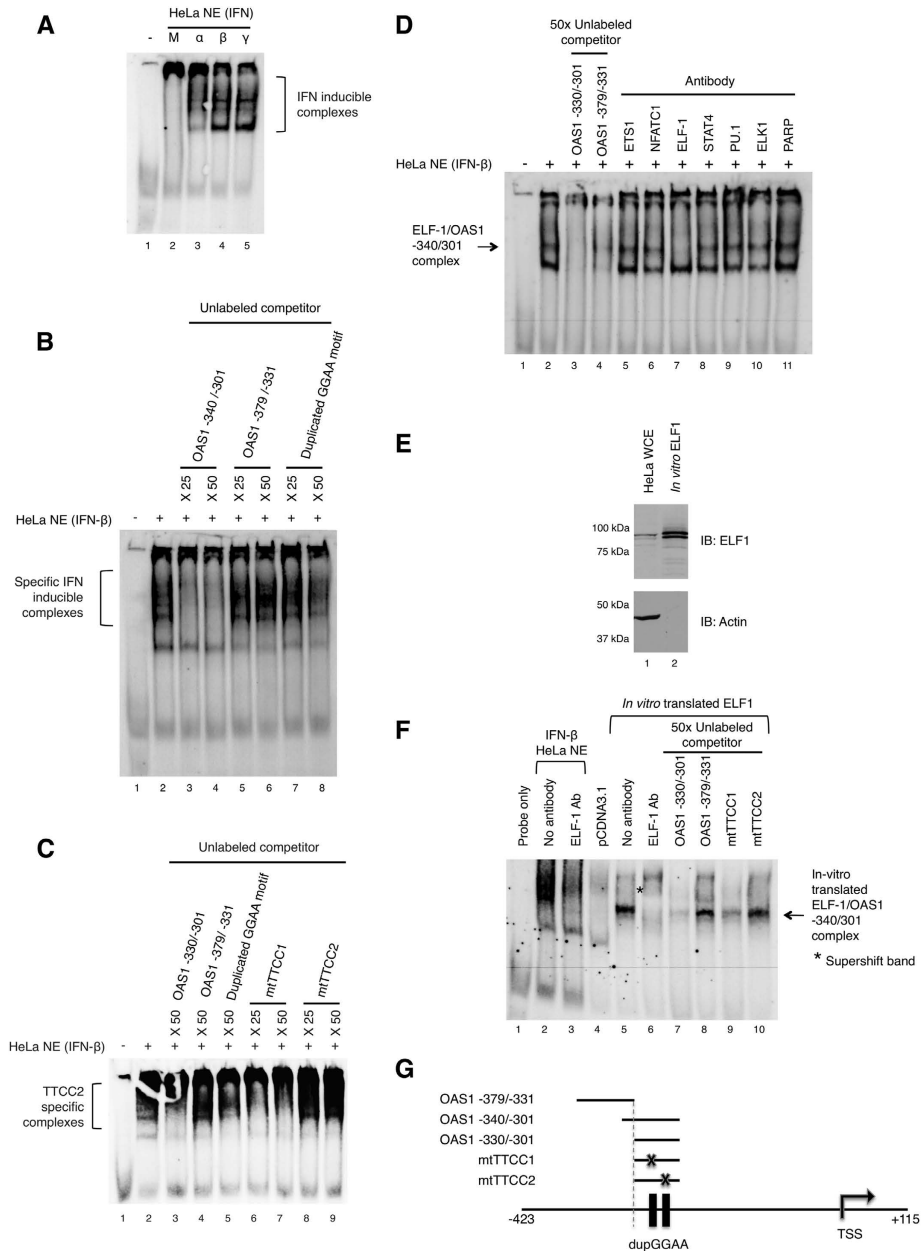 A
HeLa NE (IFN)
- M α β γ
IFN inducible
complexes
1 2 3 4 5
B
Unlabeled competitor
OAS1 -340 /-301
OAS1 -379/-331
Duplicated GGAA motif
X 25 X 50 X 25 X 50 X 25 X 50
HeLa NE (IFN-β) - + + + + + + +
Specific IFN
inducible
complexes
1 2 3 4 5 6 7 8
C
Unlabeled competitor
OAS1 -330/-301
OAS1 -379/ -331
Duplicated GGAA motif
mtTTCC1
mtTTCC2
X 50 X 50 X 50 X 25 X 50 X 25 X 50
HeLa NE (IFN-β) - + + + + + + + +
TTCC2
specific
complexes
1 2 3 4 5 6 7 8 9
D
50x Unlabeled
competitor
Antibody
OAS1 -330/-301
OAS1 -379/-331
ETS1
NFATC1
ELF-1
STAT4
PU.1
ELK1
PARP
HeLa NE (IFN-β) - + + + + + + + + + +
ELF-1/OAS1
-340/301
complex
1 2 3 4 5 6 7 8 9 10 11
E
HeLa WCE
In vitro ELF1
100 kDa
75 kDa
IB: ELF1
50 kDa
37 kDa
IB: Actin
1 2
F
In vitro translated ELF1
IFN-β
HeLa NE
50x Unlabeled
competitor
Probe only
No antibody
ELF-1 Ab
pCDNA3.1
No antibody
ELF-1 Ab
OAS1 -330/-301
OAS1 -379/-331
mtTTCC1
mtTTCC2
*
In-vitro
translated
ELF-1/OAS1
-340/301
complex
* Supershift band
1 2 3 4 5 6 7 8 9 10
G
OAS1 -379/-331
OAS1 -340/-301
OAS1 -330/-301
mtTTCC1
mtTTCC2
-423
dupGGAA
TSS
+115